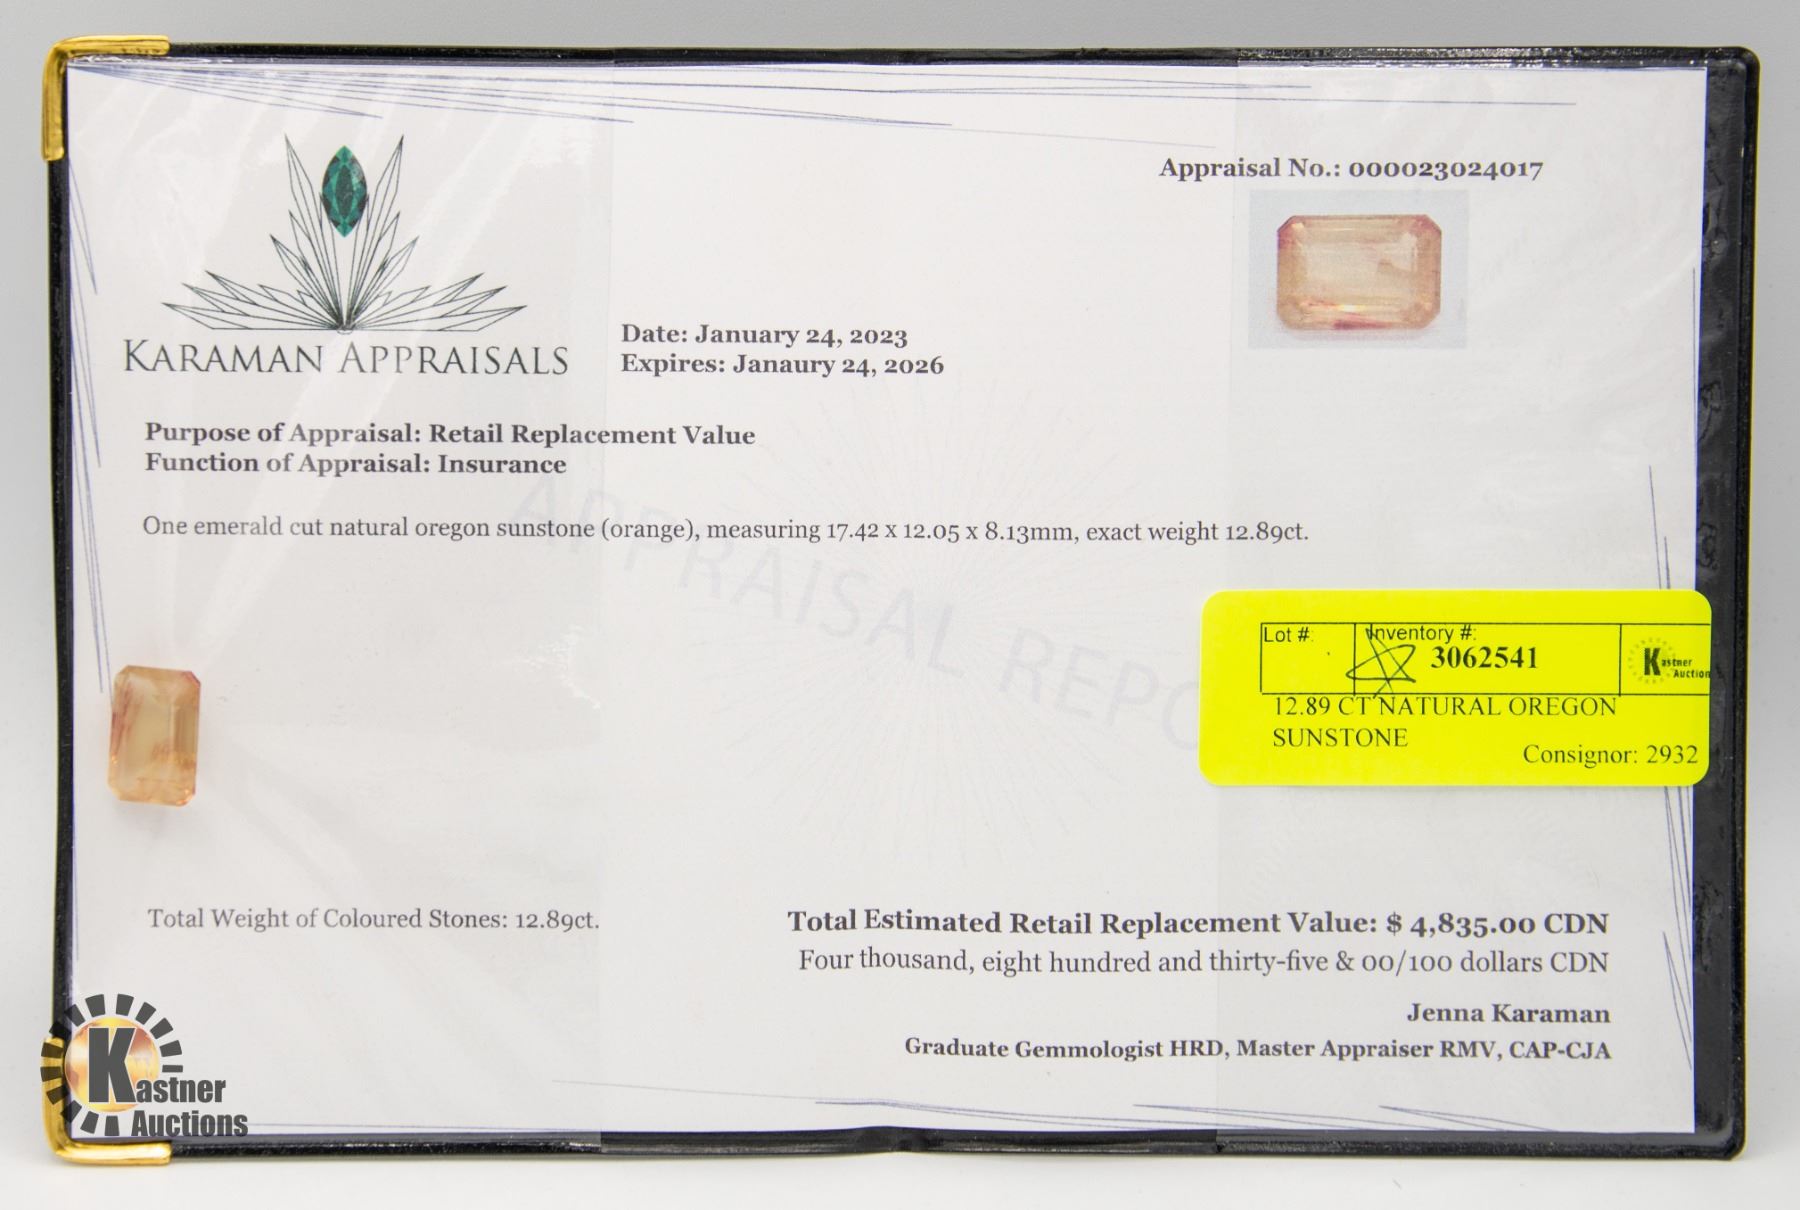 Appraisal No.: 000023024017
KARAMAN APPRAISALS
Date: January 24, 2023
Expires: Janaury 24, 2026
Purpose of Appraisal: Retail Replacement Value
Function of Appraisal: Insurance
One emerald cut natural oregon sunstone (orange), measuring 17.42 x 12.05 x 8.13mm, exact weight 12.89ct.
APPRAISAL REPO
Lot #:
Inventory #:
3062541
Kastner
Auction
12.89 CT NATURAL OREGON
SUNSTONE
Consignor: 2932
Total Weight of Coloured Stones: 12.89ct.
Total Estimated Retail Replacement Value: $ 4,835.00 CDN
Four thousand, eight hundred and thirty-five & 00/100 dollars CDN
Jenna Karaman
Graduate Gemmologist HRD, Master Appraiser RMV, CAP-CJA
Kastner
Auctions